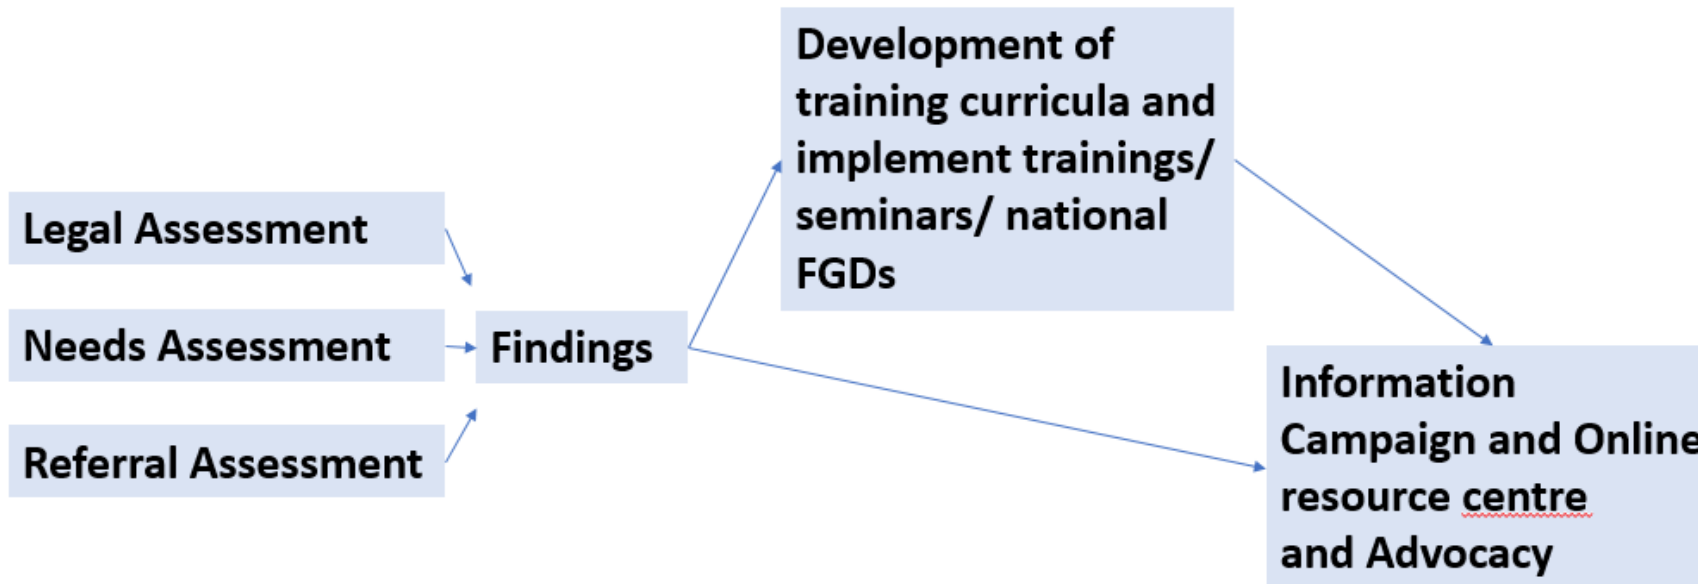 Legal Assessment
Needs Assessment
Referral Assessment
Findings
Development of
training curricula and
implement trainings/
seminars/ national
FGDs
Information
Campaign and Online
resource centre
and Advocacy